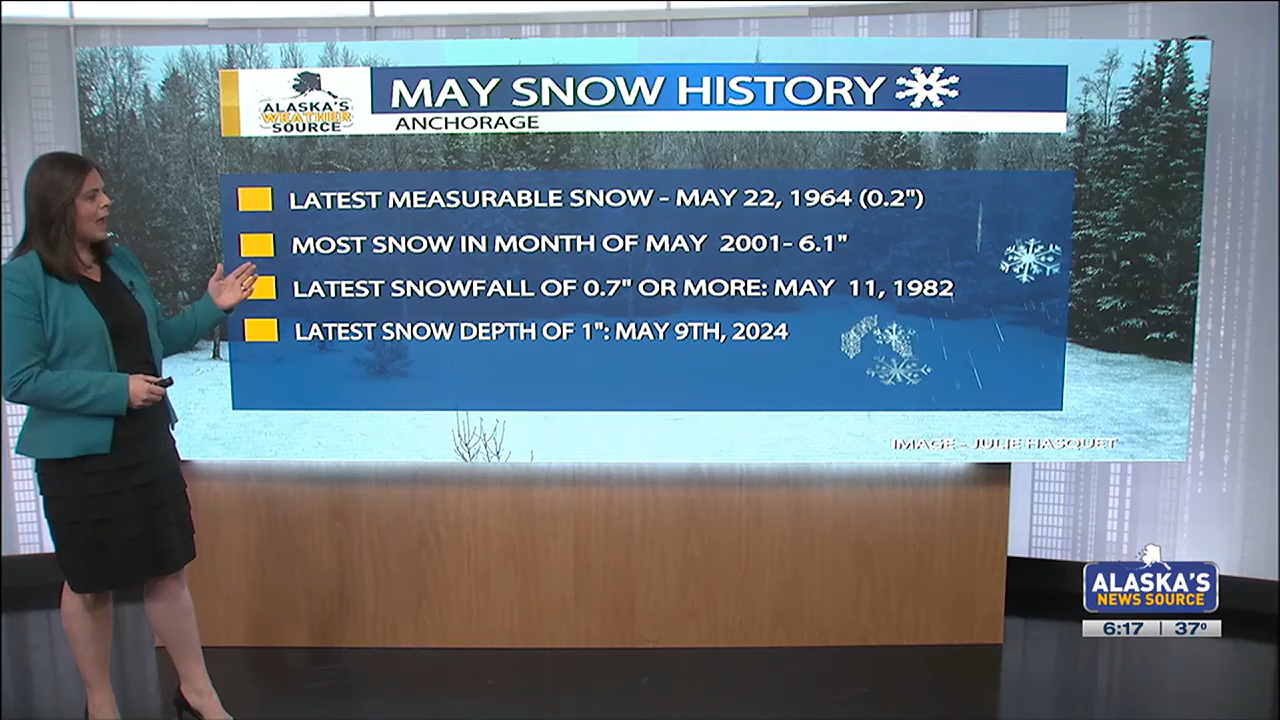 ALASKA'S
WEATHER
SOURCE
MAY SNOW HISTORY
ANCHORAGE
LATEST MEASURABLE SNOW - MAY 22, 1964 (0.2")
MOST SNOW IN MONTH OF MAY 2001- 6.1"
LATEST SNOWFALL OF 0.7" OR MORE: MAY 11, 1982
LATEST SNOW DEPTH OF 1": MAY 9TH, 2024
IMAGE - JULIE HASQUET
ALASKA'S
NEWS SOURCE
6:17 | 37°